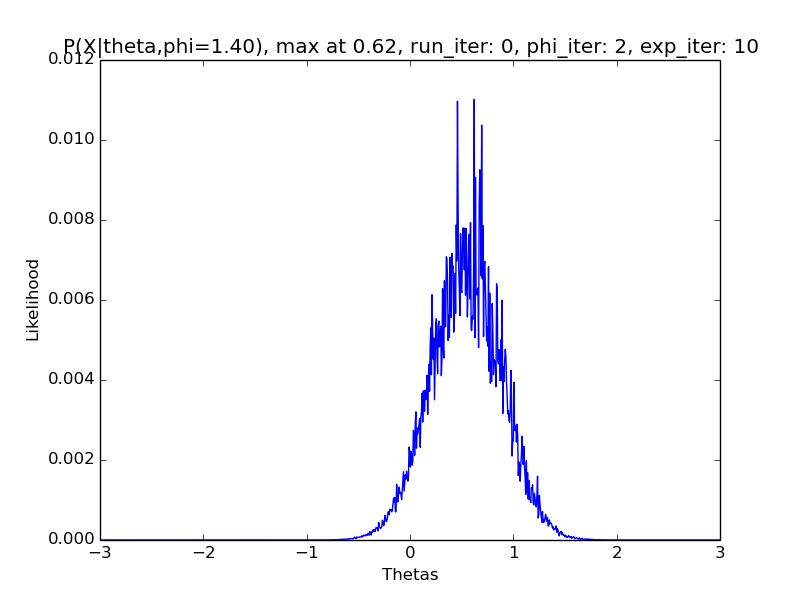 P(X|theta,phi=1.40), max at 0.62, run_iter: 0, phi_iter: 2, exp_iter: 10
0.012
0.010
0.008
0.006
0.004
0.002
0.000
Likelihood
−3 −2 −1 0 1 2 3
Thetas